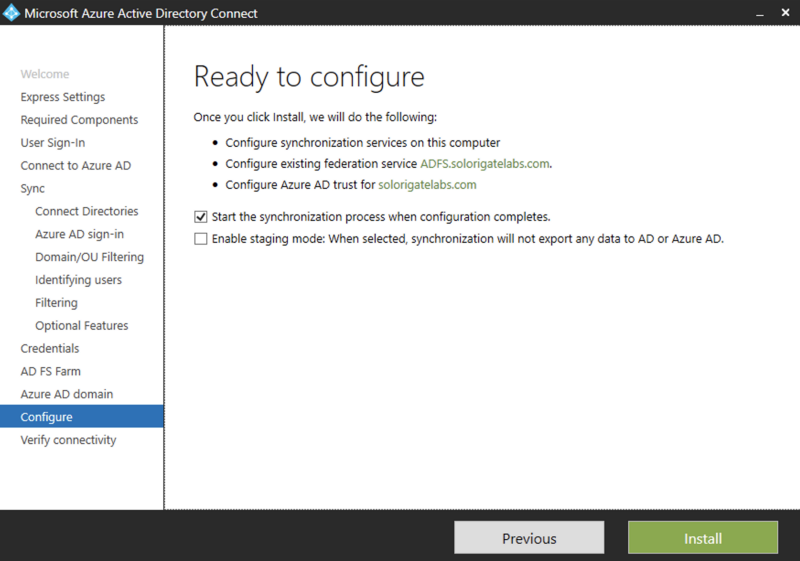 Microsoft Azure Active Directory Connect
Welcome
Express Settings
Required Components
User Sign-In
Connect to Azure AD
Sync
Connect Directories
Azure AD sign-in
Domain/OU Filtering
Identifying users
Filtering
Optional Features
Credentials
AD FS Farm
Azure AD domain
Configure
Verify connectivity
Ready to configure
Once you click Install, we will do the following:
• Configure synchronization services on this computer
• Configure existing federation service ADFS.solorigatelabs.com.
• Configure Azure AD trust for solorigatelabs.com
Start the synchronization process when configuration completes.
Enable staging mode: When selected, synchronization will not export any data to AD or Azure AD.
Previous
Install